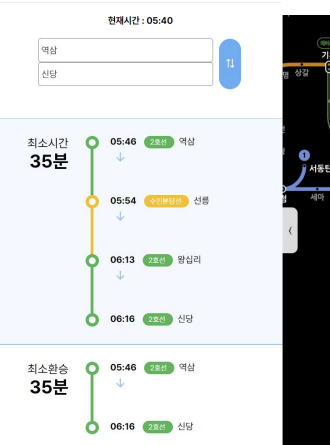 현재시간 : 05:40
역삼
신당
최소시간
35분
05:46 2호선 역삼
05:54 수인분당선 선릉
06:13 2호선 왕십리
06:16 2호선 신당
최소환승
35분
05:46 2호선 역삼
06:16 2호선 신당
상갈
1
서동탄
세마